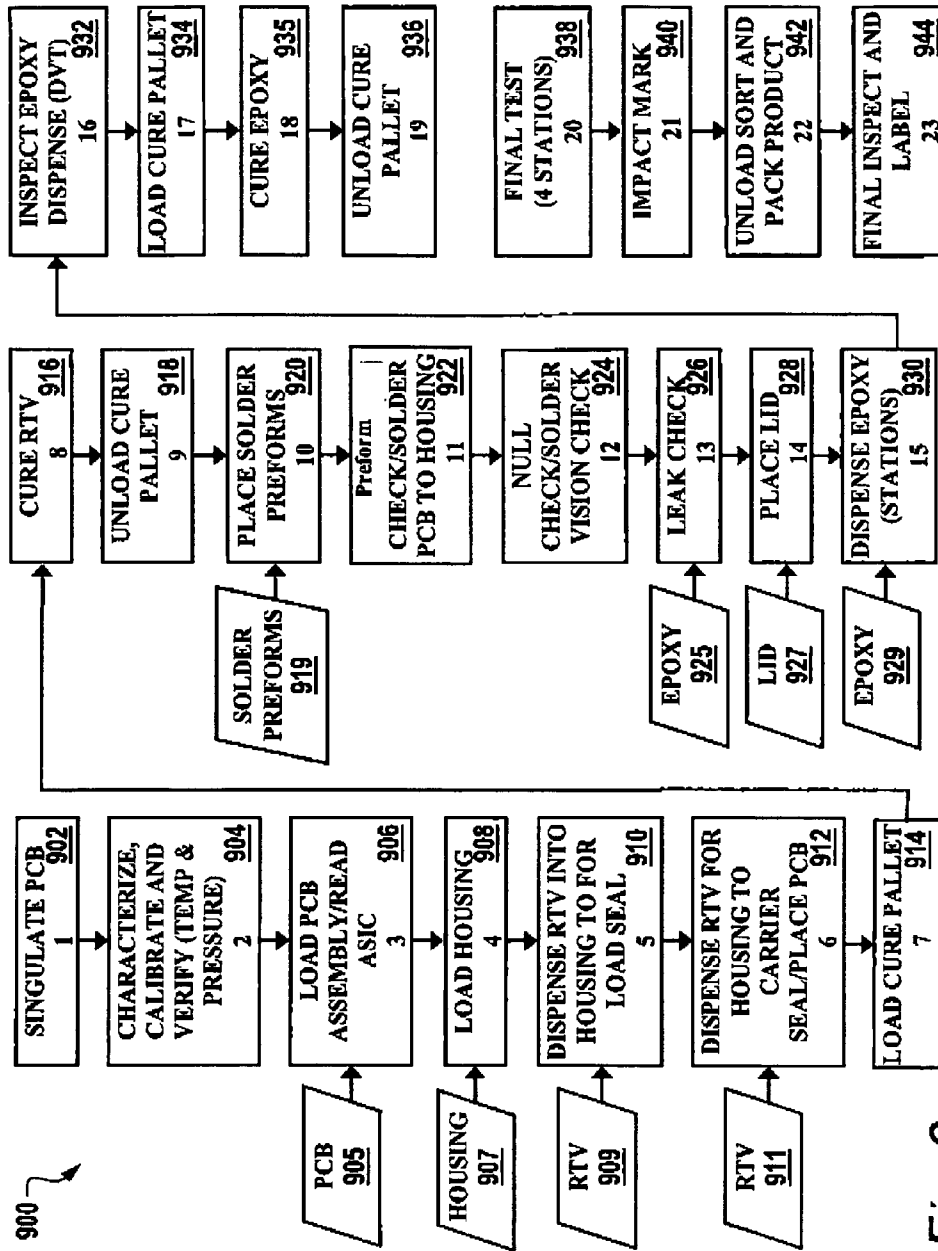 900
SINGULATE PCB
1
902
CHARACTERIZE,
CALIBRATE AND
VERIFY (TEMP &
PRESSURE)
2
904
PCB
905
LOAD PCB
ASSEMBLY/READ
ASIC
3
906
HOUSING
907
LOAD HOUSING
4
908
RTV
909
DISPENSE RTV INTO
HOUSING TO FOR
LOAD SEAL
5
910
RTV
911
DISPENSE RTV FOR
HOUSING TO
CARRIER
SEAL/PLACE PCB
6
912
LOAD CURE PALLET
7
914
CURE RTV
8
916
UNLOAD CURE
PALLET
9
918
SOLDER
PREFORMS
919
PLACE SOLDER
PREFORMS
10
920
Preform
CHECK/SOLDER
PCB TO HOUSING
11
922
NULL
CHECK/SOLDER
VISION CHECK
12
924
EPOXY
925
LEAK CHECK
13
926
LID
927
PLACE LID
14
928
EPOXY
929
DISPENSE EPOXY
(STATIONS)
15
930
INSPECT EPOXY
DISPENSE (DVT)
16
932
LOAD CURE PALLET
17
934
CURE EPOXY
18
935
UNLOAD CURE
PALLET
19
936
FINAL TEST
(4 STATIONS)
20
938
IMPACT MARK
21
940
UNLOAD SORT AND
PACK PRODUCT
22
942
FINAL INSPECT AND
LABEL
23
944